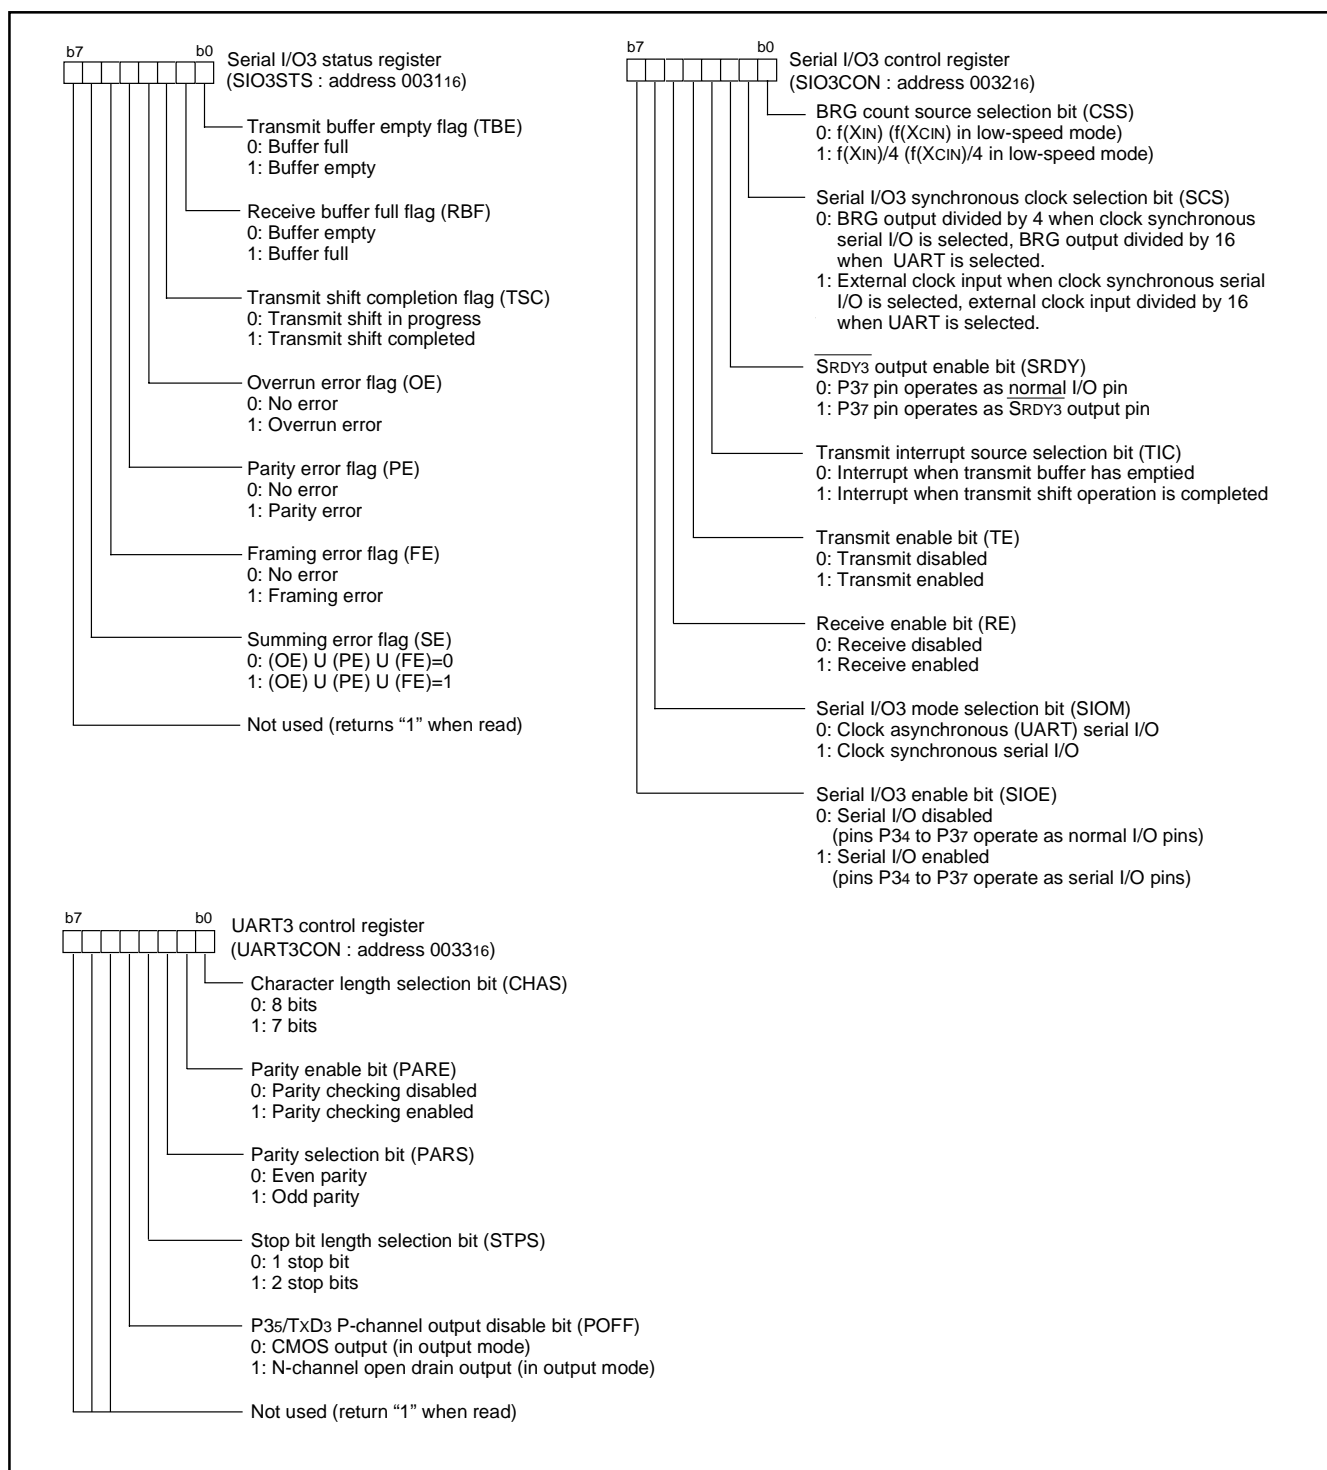 b7 b0 Serial I/O3 status register
(SIO3STS : address 003116)
Transmit buffer empty flag (TBE)
0: Buffer full
1: Buffer empty
Receive buffer full flag (RBF)
0: Buffer empty
1: Buffer full
Transmit shift completion flag (TSC)
0: Transmit shift in progress
1: Transmit shift completed
Overrun error flag (OE)
0: No error
1: Overrun error
Parity error flag (PE)
0: No error
1: Parity error
Framing error flag (FE)
0: No error
1: Framing error
Summing error flag (SE)
0: (OE) U (PE) U (FE)=0
1: (OE) U (PE) U (FE)=1
Not used (returns “1” when read)
b7 b0 Serial I/O3 control register
(SIO3CON : address 003216)
BRG count source selection bit (CSS)
0: f(XIN) (f(XCIN) in low-speed mode)
1: f(XIN)/4 (f(XCIN)/4 in low-speed mode)
Serial I/O3 synchronous clock selection bit (SCS)
0: BRG output divided by 4 when clock synchronous
serial I/O is selected, BRG output divided by 16
when UART is selected.
1: External clock input when clock synchronous serial
I/O is selected, external clock input divided by 16
when UART is selected.
SRDY3 output enable bit (SRDY)
0: P37 pin operates as normal I/O pin
1: P37 pin operates as SRDY3 output pin
Transmit interrupt source selection bit (TIC)
0: Interrupt when transmit buffer has emptied
1: Interrupt when transmit shift operation is completed
Transmit enable bit (TE)
0: Transmit disabled
1: Transmit enabled
Receive enable bit (RE)
0: Receive disabled
1: Receive enabled
Serial I/O3 mode selection bit (SIOM)
0: Clock asynchronous (UART) serial I/O
1: Clock synchronous serial I/O
Serial I/O3 enable bit (SIOE)
0: Serial I/O disabled
(pins P34 to P37 operate as normal I/O pins)
1: Serial I/O enabled
(pins P34 to P37 operate as serial I/O pins)
b7 b0 UART3 control register
(UART3CON : address 003316)
Character length selection bit (CHAS)
0: 8 bits
1: 7 bits
Parity enable bit (PARE)
0: Parity checking disabled
1: Parity checking enabled
Parity selection bit (PARS)
0: Even parity
1: Odd parity
Stop bit length selection bit (STPS)
0: 1 stop bit
1: 2 stop bits
P35/TXD3 P-channel output disable bit (POFF)
0: CMOS output (in output mode)
1: N-channel open drain output (in output mode)
Not used (return “1” when read)